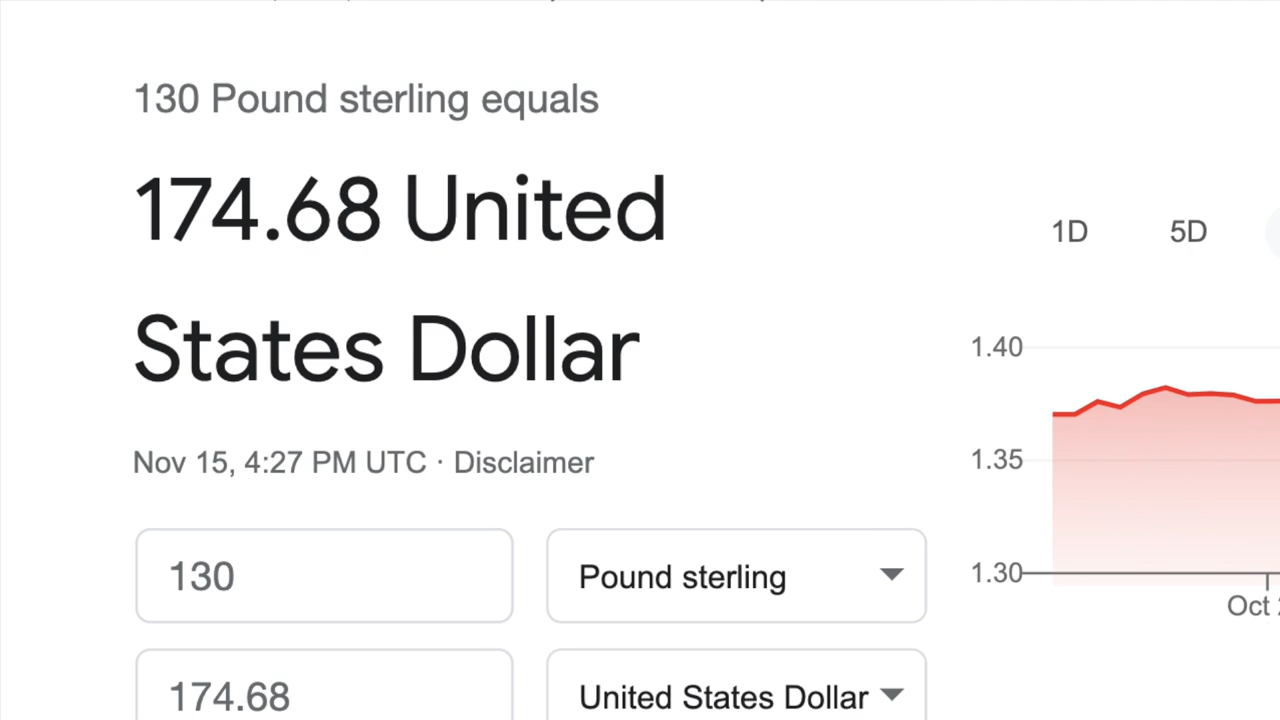 130 Pound sterling equals
174.68 United
States Dollar
Nov 15, 4:27 PM UTC · Disclaimer
130
Pound sterling
174.68
United States Dollar
1D 5D
1.40
1.35
1.30
Oct